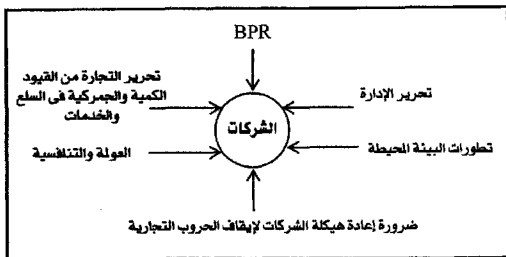 BPR
تحرير التجارة من القيود
الكمية والجمركية فى السلع
والخدمات
تحرير الإدارة
الشركات
العولمة والتنافسية
تطورات البيئة المحيطة
ضرورة إعادة هيكلة الشركات لإيقاف الحروب التجارية